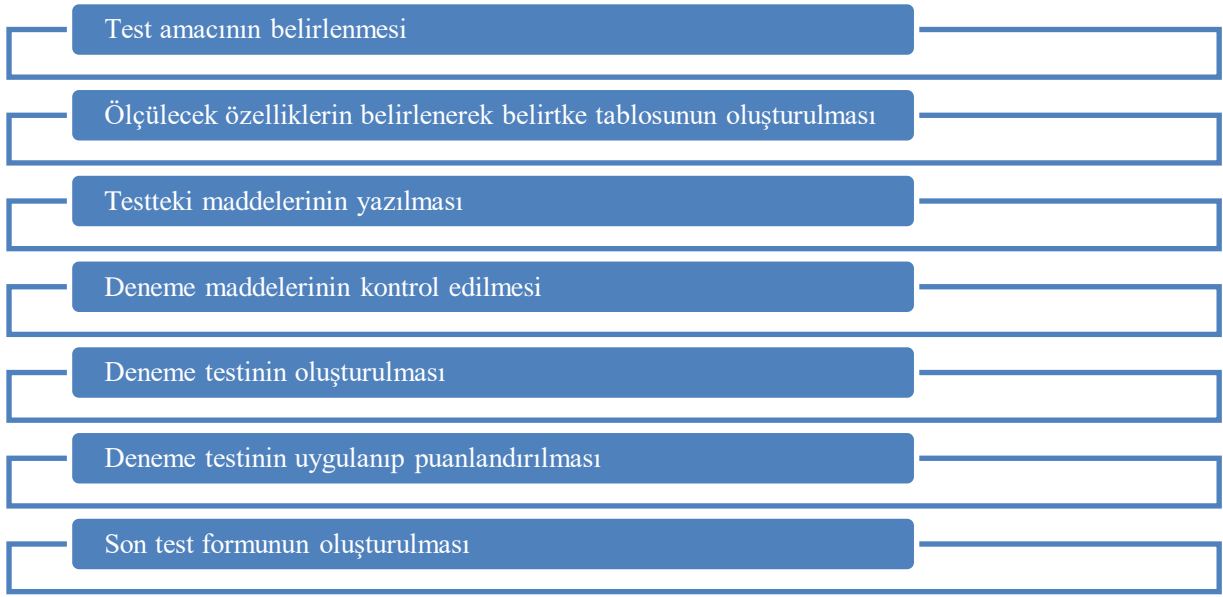 Test amacının belirlenmesi
Ölçülecek özelliklerin belirlenerek belirtke tablosunun oluşturulması
Testteki maddelerinin yazılması
Deneme maddelerinin kontrol edilmesi
Deneme testinin oluşturulması
Deneme testinin uygulanıp puanlandırılması
Son test formunun oluşturulması